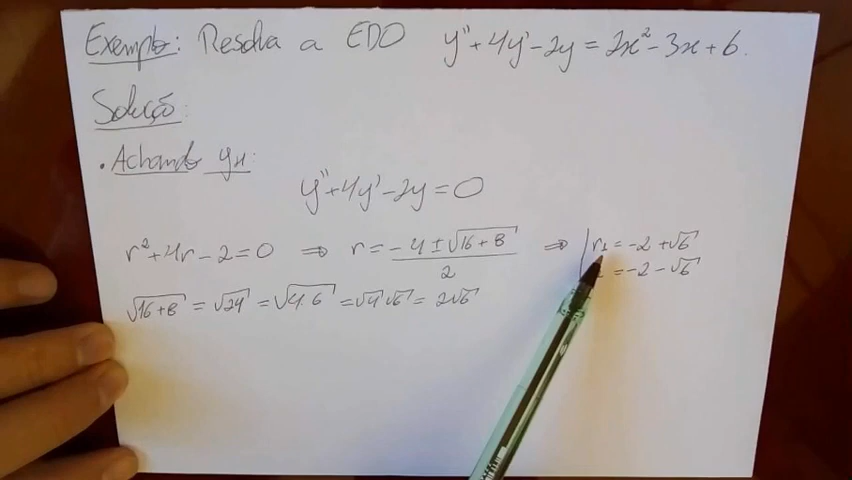 Exemplo: Resolva a EDO y'' + 4y' - 2y = 2x² - 3x + 6.
Solução:
• Achando yH:
y'' + 4y' - 2y = 0
r² + 4r - 2 = 0 ⇒ r = (-4 ± √(16 + 8))/2 ⇒ r₁ = -2 + √6
= -2 - √6
√(16 + 8) = √24 = √(4.6) = √4 √6 = 2√6